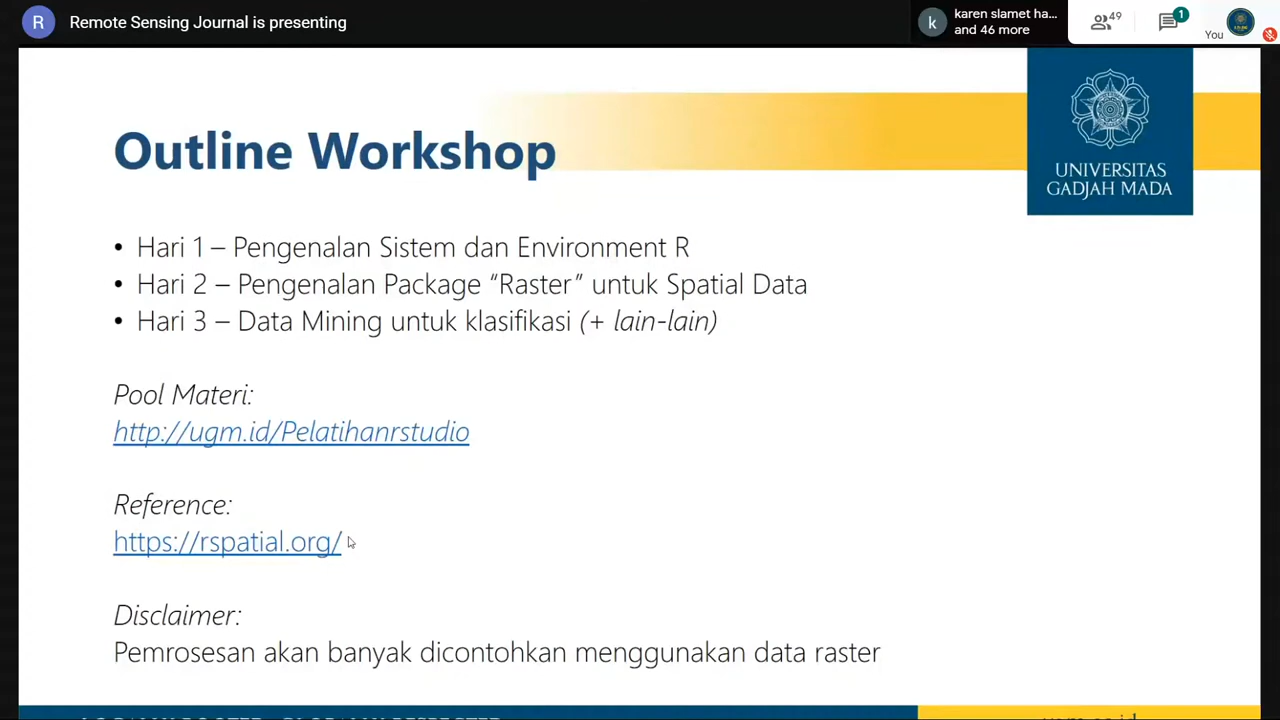 R
Remote Sensing Journal is presenting
k
karen slamet ha...
and 46 more
49
1
You
Outline Workshop
UNIVERSITAS
GADJAH MADA
• Hari 1 – Pengenalan Sistem dan Environment R
• Hari 2 – Pengenalan Package “Raster” untuk Spatial Data
• Hari 3 – Data Mining untuk klasifikasi (+ lain-lain)
Pool Materi:
http://ugm.id/Pelatihanrstudio
Reference:
https://rspatial.org/
Disclaimer:
Pemrosesan akan banyak dicontohkan menggunakan data raster